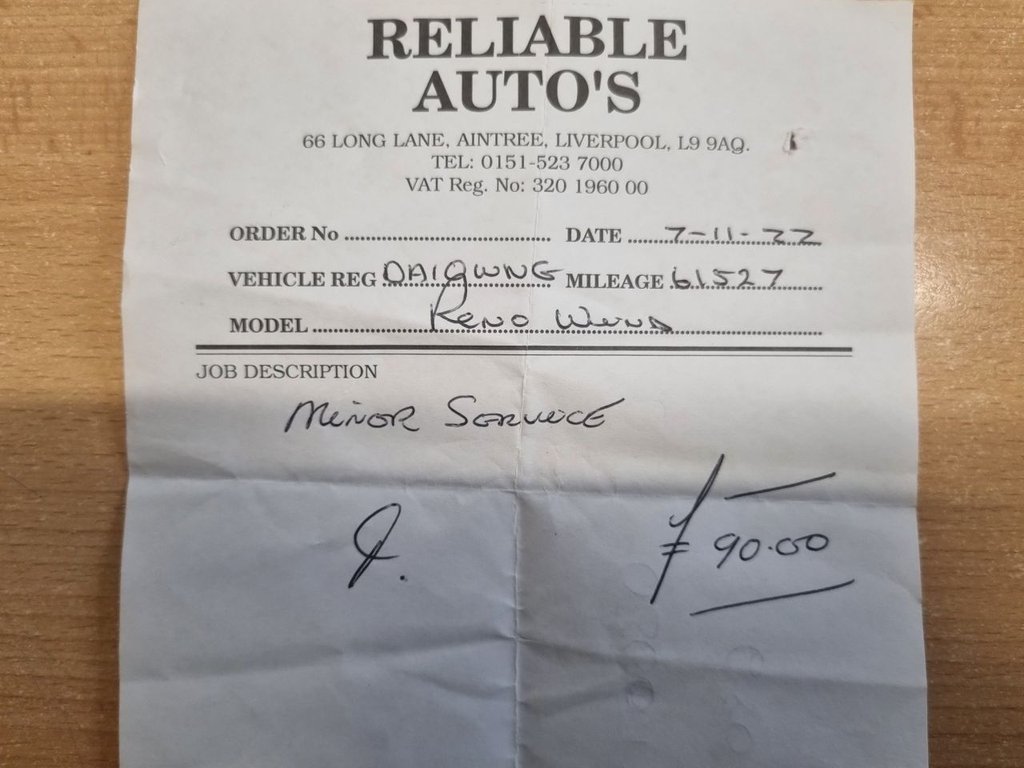 RELIABLE
AUTO'S
66 LONG LANE, AINTREE, LIVERPOOL, L9 9AQ.
TEL: 0151-523 7000
VAT Reg. No: 320 1960 00
ORDER No DATE 7-11-22
VEHICLE REG MILEAGE 61527
MODEL Reno Wind
JOB DESCRIPTION
MINOR SERVICE
£90.00